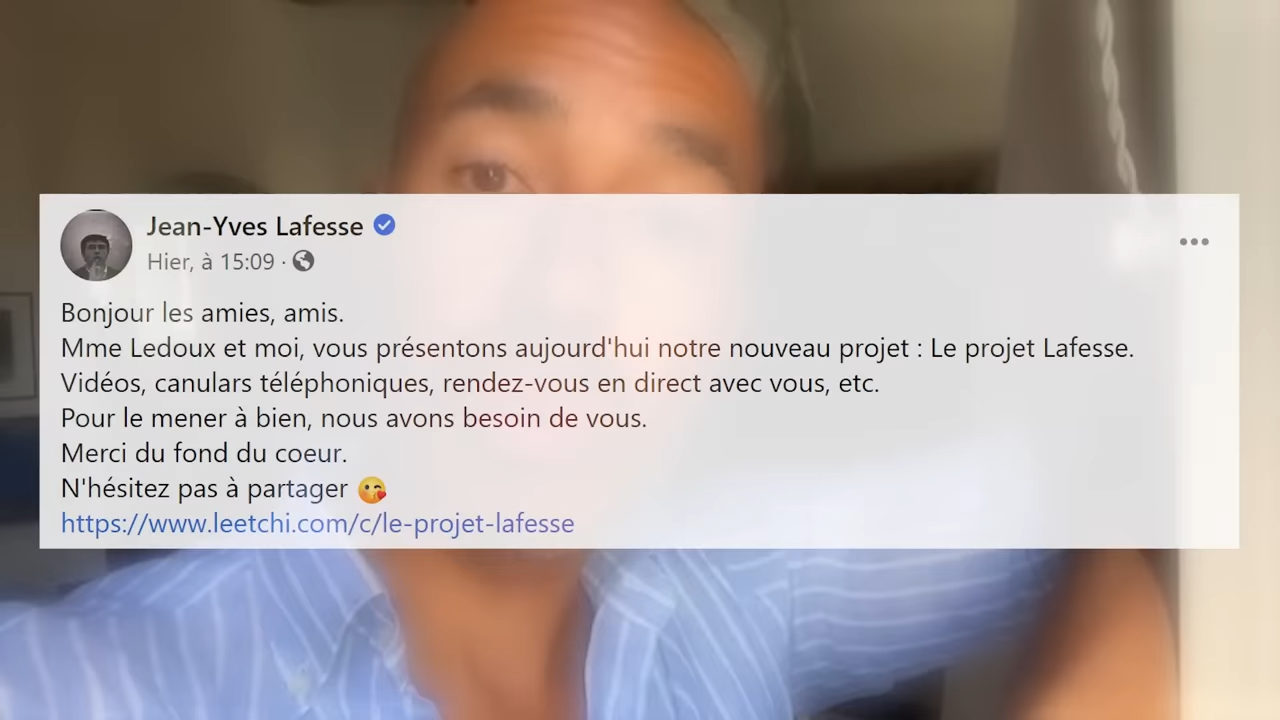 Jean-Yves Lafesse
Hier, à 15:09 ·
Bonjour les amies, amis.
Mme Ledoux et moi, vous présentons aujourd'hui notre nouveau projet : Le projet Lafesse.
Vidéos, canulars téléphoniques, rendez-vous en direct avec vous, etc.
Pour le mener à bien, nous avons besoin de vous.
Merci du fond du coeur.
N'hésitez pas à partager 😘
https://www.leetchi.com/c/le-projet-lafesse